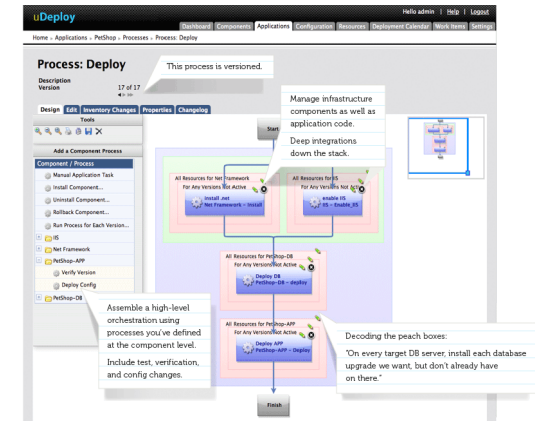 uDeploy
Hello admin | Help | Logout
Dashboard Components Applications Configuration Resources Deployment Calendar Work Items Settings
Home » Applications » PetShop » Processes » Process: Deploy
Process: Deploy
This process is versioned.
Description
Version 17 of 17
Design Edit Inventory Changes Properties Changelog
Tools
Add a Component Process
Component / Process
Manual Application Task
Install Component...
Uninstall Component...
Rollback Component...
Run Process for Each Version...
IIS
Net Framework
PetShop-APP
Verify Version
Deploy Config
PetShop-DB
Start
Manage infrastructure
components as well as
application code.
Deep integrations
down the stack.
All Resources for Net Framework
For Any Versions Not Active
install .net
Net Framework - Install
All Resources for IIS
For Any Versions Not Active
enable IIS
IIS - Enable_IIS
All Resources for PetShop-DB
For Any Versions Not Active
Deploy DB
PetShop-DB - deploy
All Resources for PetShop-APP
For Any Versions Not Active
Deploy APP
PetShop-APP - Deploy
Finish
Assemble a high-level
orchestration using
processes you've defined
at the component level.
Include test, verification,
and config changes.
Decoding the peach boxes:
"On every target DB server, install each database
upgrade we want, but don't already have
on there."